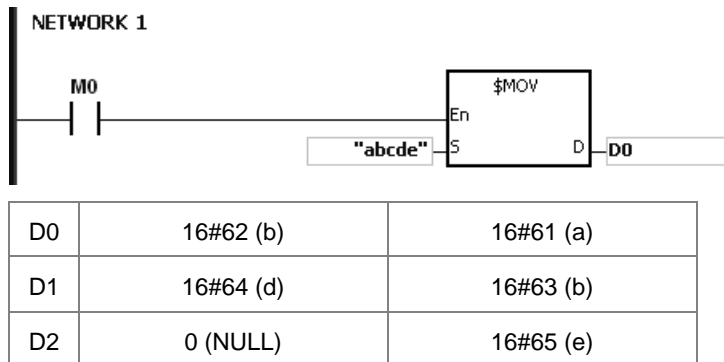 NETWORK 1
M0
$MOV
En
"abcde" S D D0
D0 16#62 (b) 16#61 (a)
D1 16#64 (d) 16#63 (b)
D2 0 (NULL) 16#65 (e)